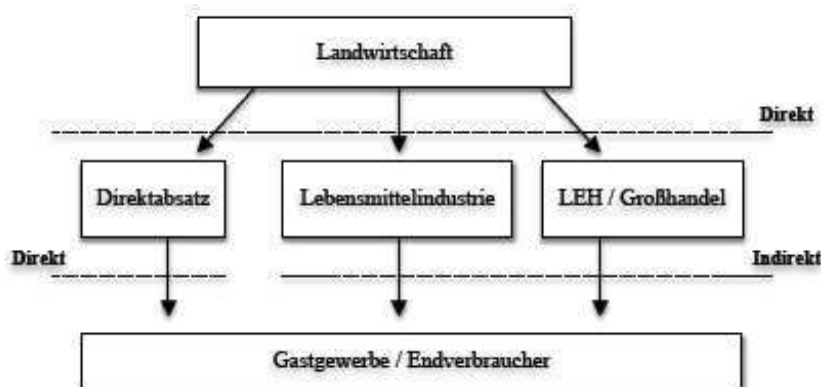 Landwirtschaft
Direkt
Direktabsatz
Lebensmittelindustrie
LEH / Großhandel
Direkt
Indirekt
Gastgewerbe / Endverbraucher